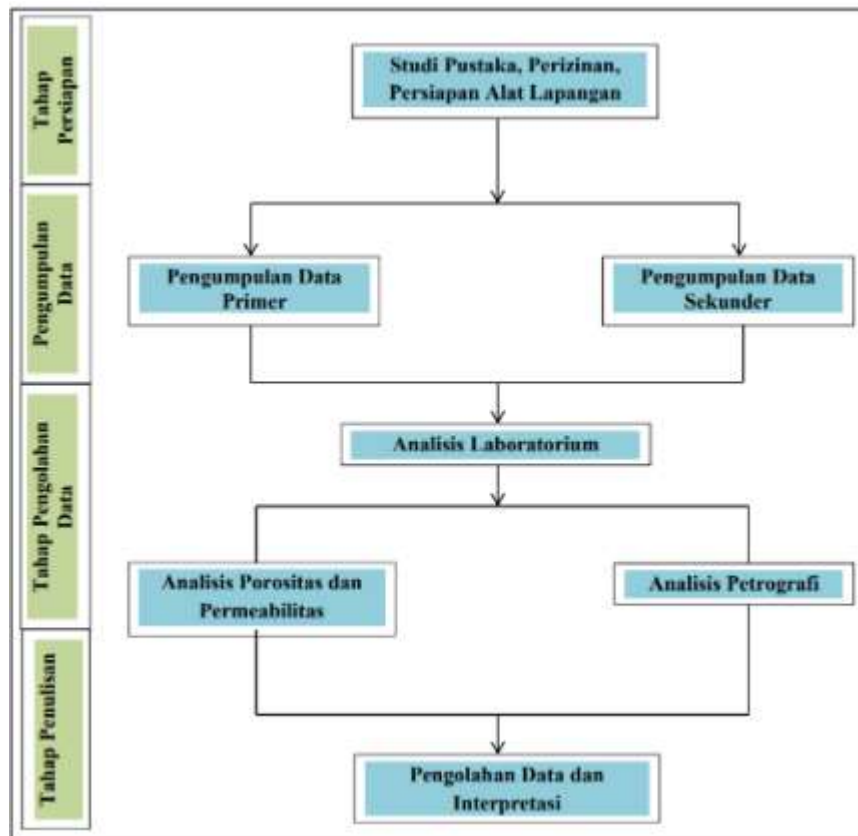 Tahap
Persiapan
Studi Pustaka, Perizinan,
Persiapan Alat Lapangan
Pengumpulan
Data
Pengumpulan Data
Primer
Pengumpulan Data
Sekunder
Tahap Pengolahan
Data
Analisis Laboratorium
Analisis Porositas dan
Permeabilitas
Analisis Petrografi
Tahap Penulisan
Pengolahan Data dan
Interpretasi